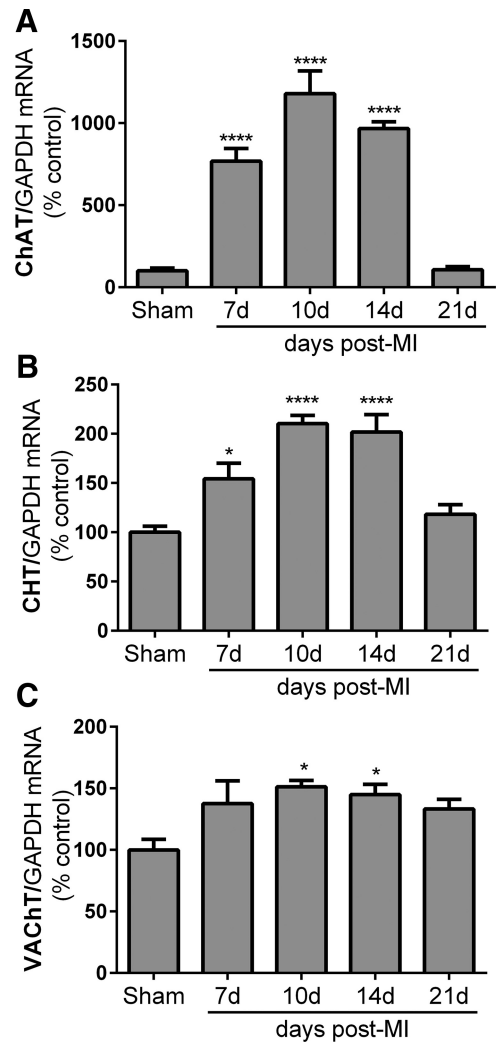 A
ChAT/GAPDH mRNA
(% control)
1500
1000
500
0
****
****
****
Sham
7d
10d
14d
21d
days post-MI
B
CHT/GAPDH mRNA
(% control)
250
200
150
100
50
0
*
****
****
Sham
7d
10d
14d
21d
days post-MI
C
VAChT/GAPDH mRNA
(% control)
200
150
100
50
0
*
*
Sham
7d
10d
14d
21d
days post-MI